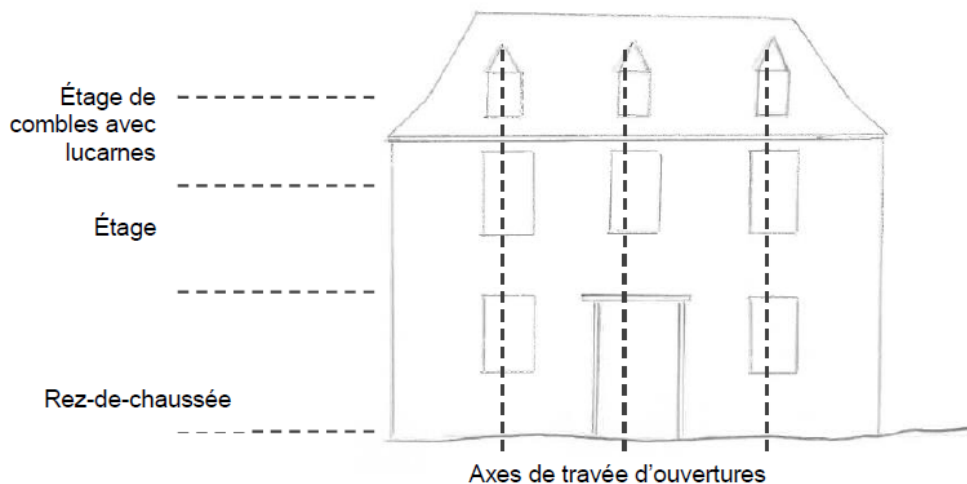 Étage de
combles avec
lucarnes
Étage
Rez-de-chaussée
Axes de travée d'ouvertures